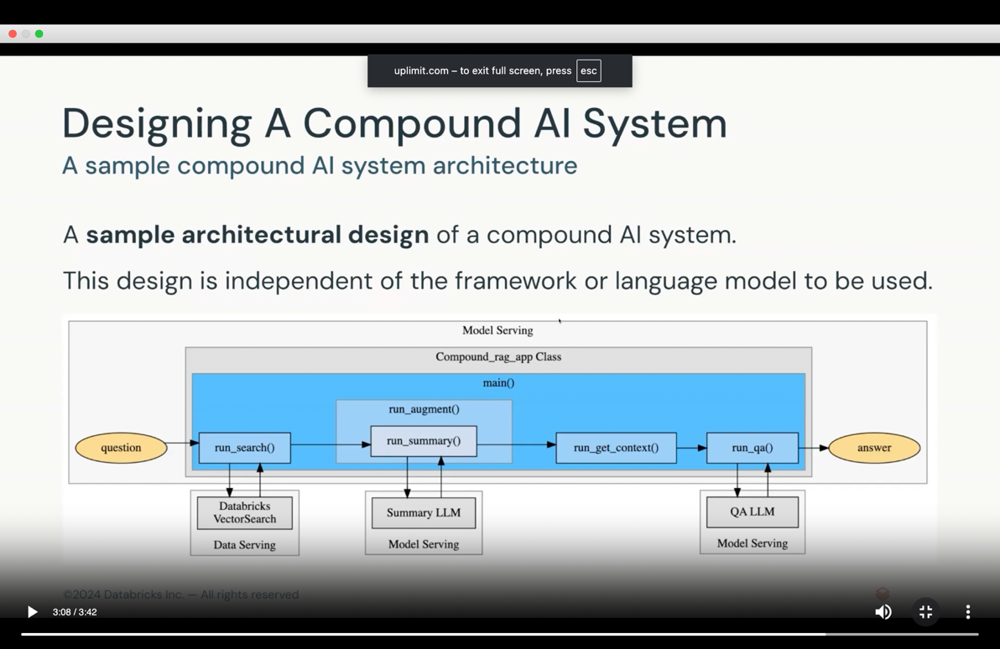 uplimit.com – to exit full screen, press esc
Designing A Compound AI System
A sample compound AI system architecture
A sample architectural design of a compound AI system.
This design is independent of the framework or language model to be used.
Model Serving
Compound_rag_app Class
main()
run_augment()
question
run_search()
run_summary()
run_get_context()
run_qa()
answer
Databricks
VectorSearch
Data Serving
Summary LLM
Model Serving
QA LLM
Model Serving
©2024 Databricks Inc. — All rights reserved
3:08 / 3:42